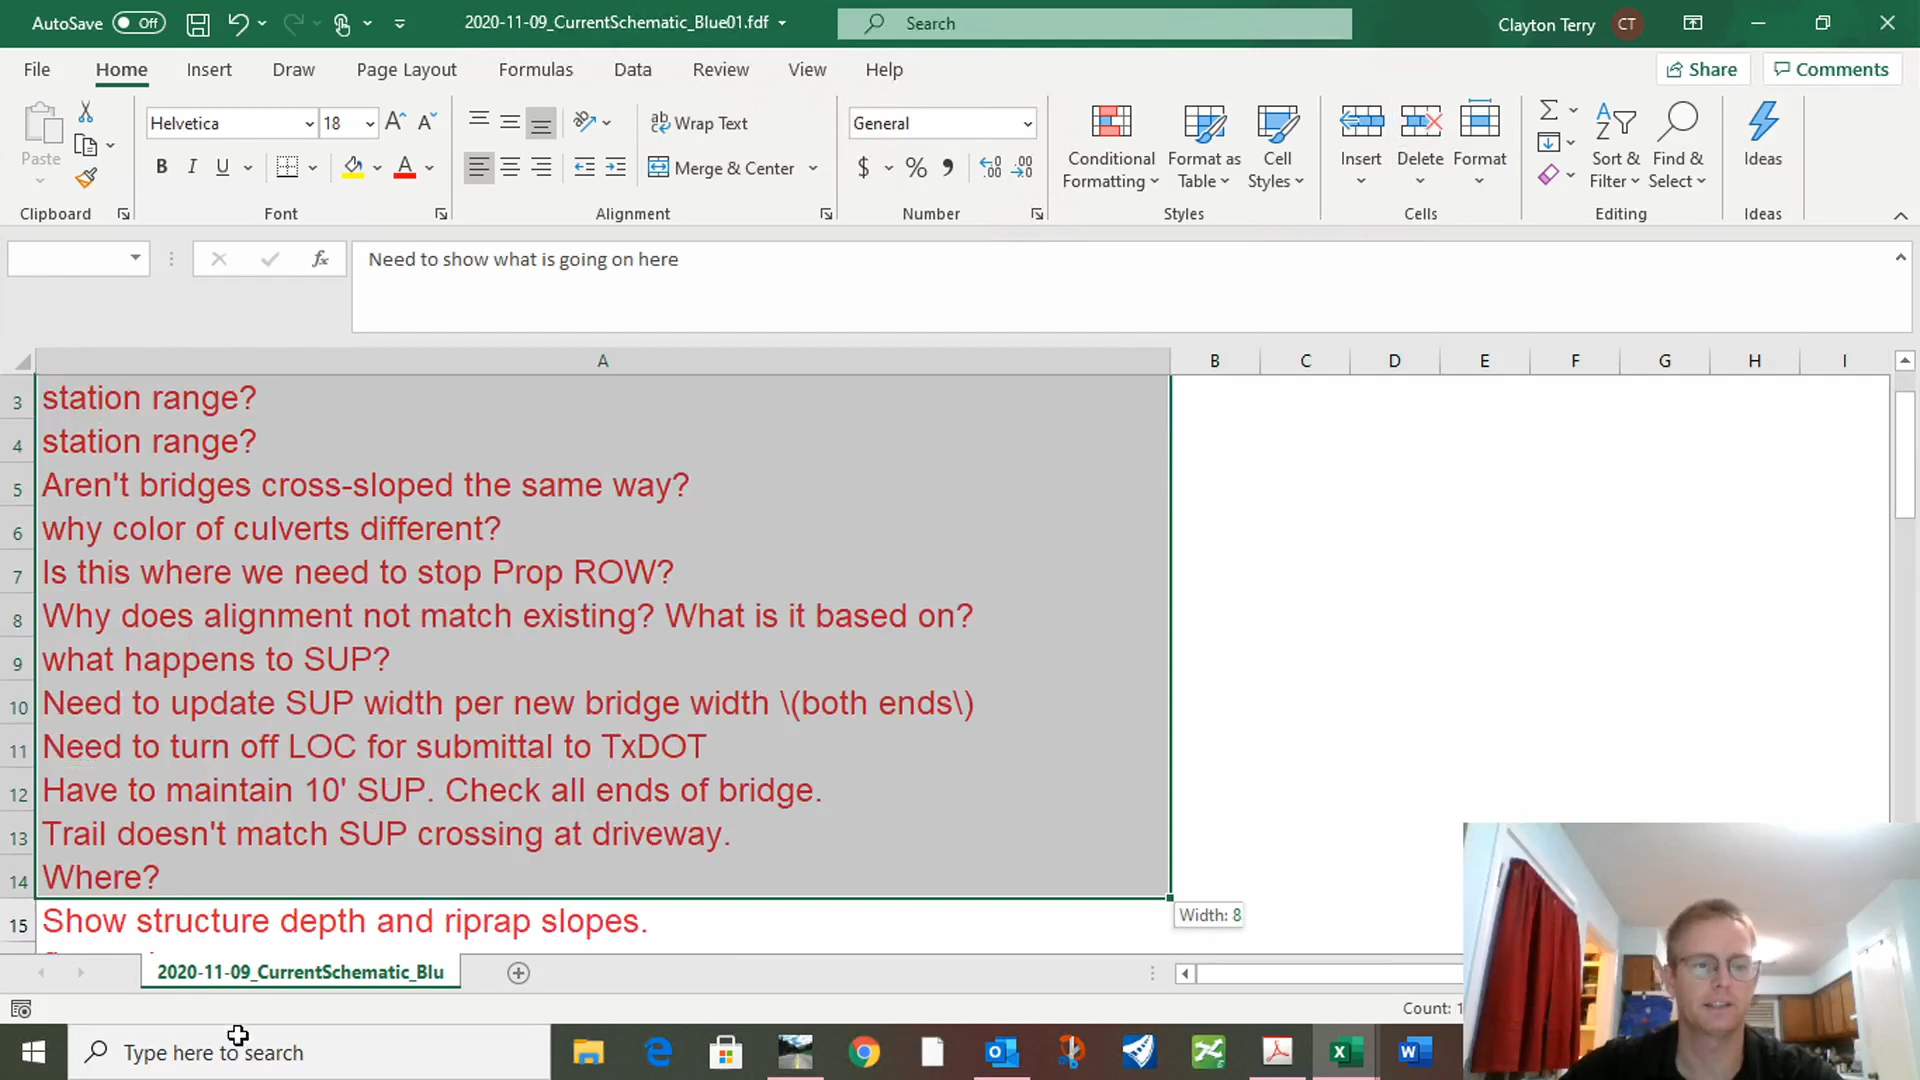 AutoSave Off
2020-11-09_CurrentSchematic_Blue01.fdf
Search
Clayton Terry CT
File Home Insert Draw Page Layout Formulas Data Review View Help Share Comments
Paste
Helvetica 18
B I U A
Wrap Text
Merge & Center
General
$ % ,
Conditional Formatting
Format as Table
Cell Styles
Insert
Delete
Format
Sort & Filter
Find & Select
Ideas
Clipboard Font Alignment Number Styles Cells Editing Ideas
fx Need to show what is going on here
A B C D E F G H I
3 station range?
4 station range?
5 Aren't bridges cross-sloped the same way?
6 why color of culverts different?
7 Is this where we need to stop Prop ROW?
8 Why does alignment not match existing? What is it based on?
9 what happens to SUP?
10 Need to update SUP width per new bridge width \(both ends\)
11 Need to turn off LOC for submittal to TxDOT
12 Have to maintain 10' SUP. Check all ends of bridge.
13 Trail doesn't match SUP crossing at driveway.
14 Where?
Width: 8
15 Show structure depth and riprap slopes.
2020-11-09_CurrentSchematic_Blu
Count: 1
Type here to search